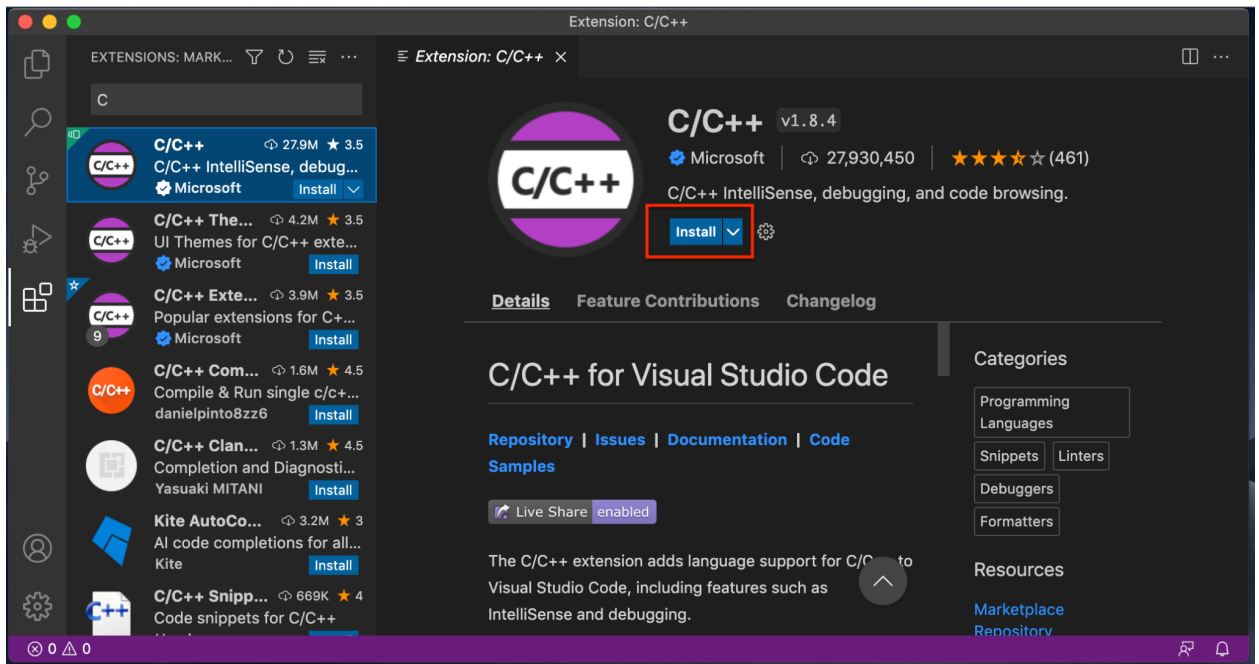 Extension: C/C++
EXTENSIONS: MARK...
Extension: C/C++
C
C/C++ 27.9M ★ 3.5
C/C++ IntelliSense, debug...
Microsoft Install
C/C++
C/C++ The... 4.2M ★ 3.5
UI Themes for C/C++ exte...
Microsoft Install
C/C++
C/C++ Exte... 3.9M ★ 3.5
Popular extensions for C+...
Microsoft Install
C/C++
9
C/C++ Com... 1.6M ★ 4.5
Compile & Run single c/c+...
danielpinto8zz6 Install
C/C++
C/C++ Clan... 1.3M ★ 4.5
Completion and Diagnosti...
Yasuaki MITANI Install
Kite AutoCo... 3.2M ★ 3
AI code completions for all...
Kite Install
C/C++ Snipp... 669K ★ 4
Code snippets for C/C++
C++
C/C++
C/C++ v1.8.4
Microsoft 27,930,450 (461)
C/C++ IntelliSense, debugging, and code browsing.
Install
Details Feature Contributions Changelog
C/C++ for Visual Studio Code
Repository | Issues | Documentation | Code
Samples
Live Share enabled
The C/C++ extension adds language support for C/C++ to
Visual Studio Code, including features such as
IntelliSense and debugging.
Categories
Programming
Languages
Snippets Linters
Debuggers
Formatters
Resources
Marketplace
Repository
0 0